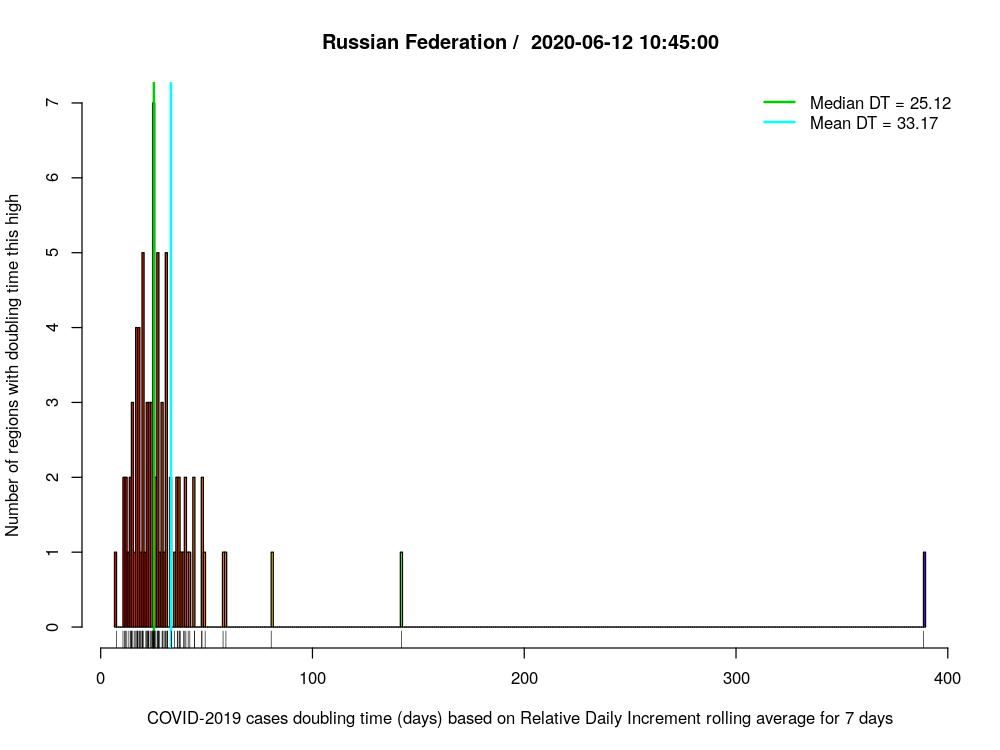 Russian Federation /  2020-06-12 10:45:00
Median DT = 25.12
Mean DT = 33.17
Number of regions with doubling time this high
7
6
5
4
3
2
1
0
0 100 200 300 400
COVID-2019 cases doubling time (days) based on Relative Daily Increment rolling average for 7 days